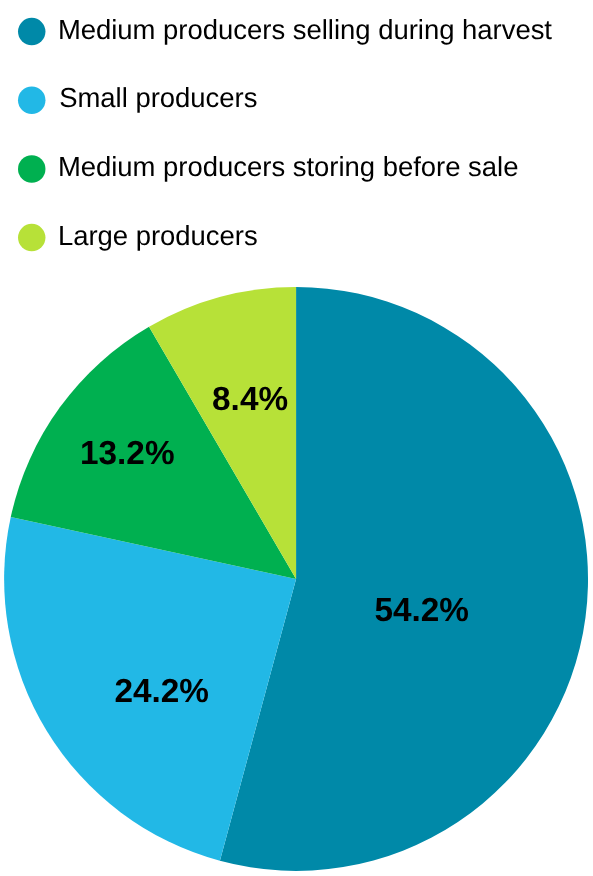 Medium producers selling during harvest
Small producers
Medium producers storing before sale
Large producers
8.4%
13.2%
54.2%
24.2%